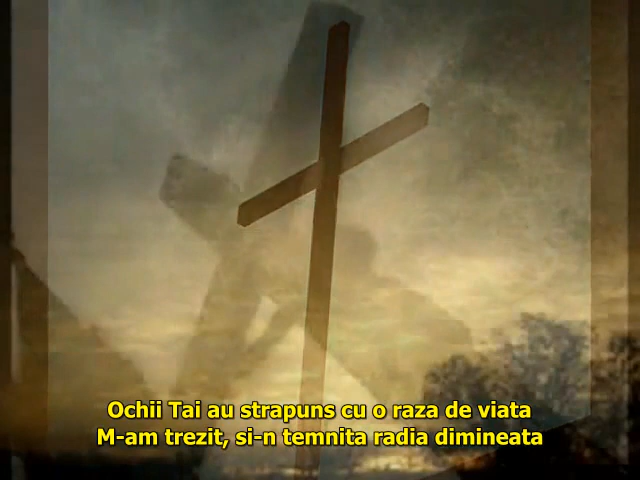 Ochii Tai au strapuns cu o raza de viata
M-am trezit, si-n temnita radia dimineata